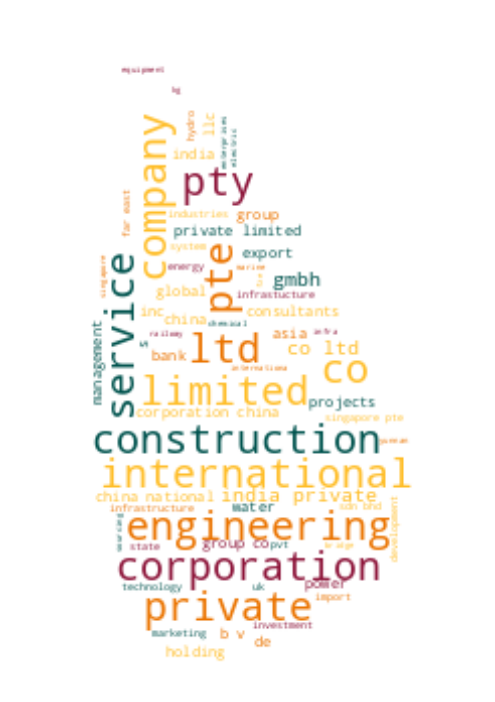 equipment
kg
hydro
llc
enterprises
electric
company
india
pty
far east
industries
group
private limited
system
pte
export
service
singapore
energy
marine
gmbh
global
infrastucture
inc
china
consultants
chemical
management
railway
asia
infra
ltd
co ltd
bank
international
co
limited
projects
corporation china
singapore pte
construction
yunnan
international
china national
india private
infrastructure
water
sdn bhd
development
engineering
sourcing
state
group co
pvt
corporation
technology
uk
power
import
private
investment
marketing
b v
de
holding